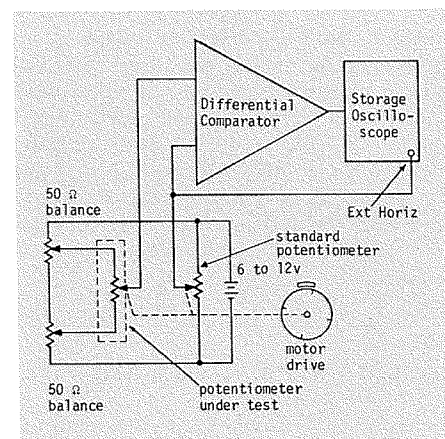 Differential
Comparator
Storage
Oscillo-
scope
Ext Horiz
50 Ω
balance
standard
potentiometer
6 to 12v
motor
drive
50 Ω
balance
potentiometer
under test